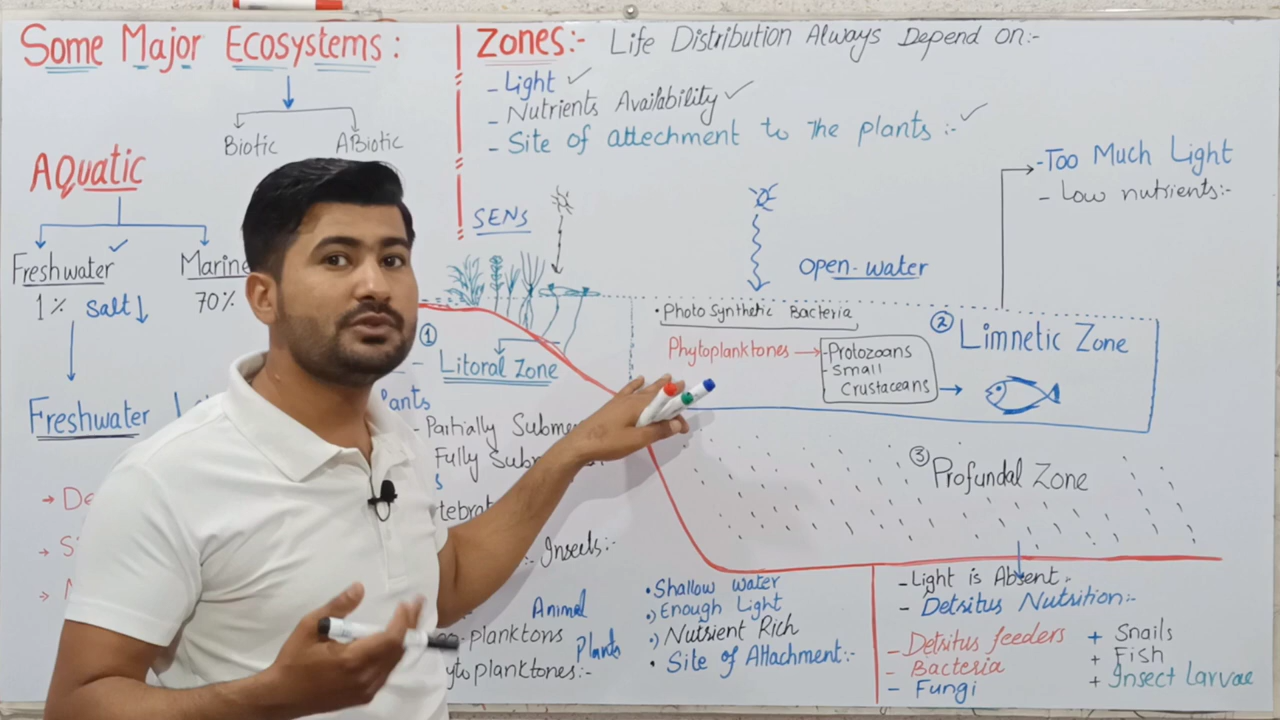 Some Major Ecosystems :
Biotic
ABiotic
AQuatic
Freshwater
1% Salt↓
Marine
70%
Freshwater
Zones:- Life Distribution Always Depend on:-
- Light ✓
- Nutrients Availability ✓
- Site of attechment to the plants :- ✓
SENS
Open-water
-Too Much Light
- Low nutrients:-
① Litoral Zone
• Photo Synthetic Bacteria
Phytoplanktones →
-Protozoans
- Small
Crustaceans
② Limnetic Zone
- Partially
Fully
③ Profundal Zone
Insects:-
Animal
Plants
• Shallow water
•) Enough Light
•) Nutrient Rich
• Site of Attachment:-
-Light is Absent.
- Detritus Nutrition:-
- Detsitus feeders
- Bacteria
- Fungi
+ Snails
+ Fish
+ Insect Larvae